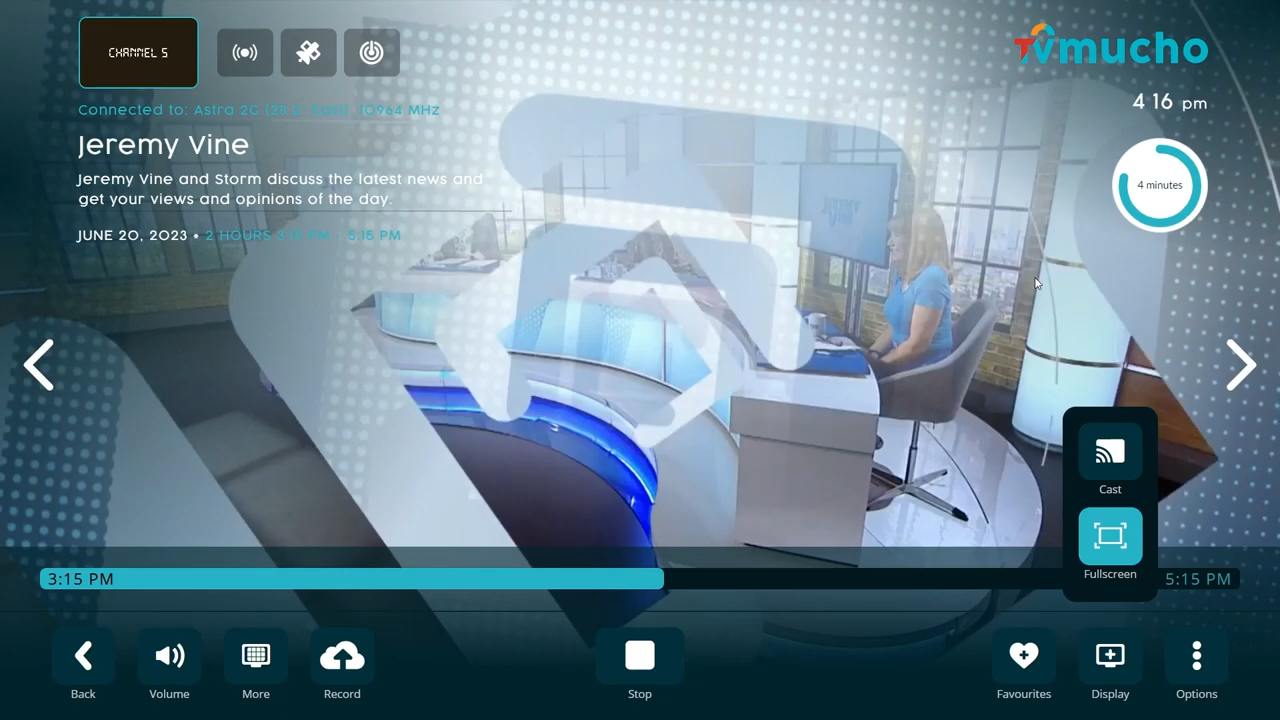 CHANNEL 5
TVmucho
4 16 pm
Connected to: Astra 2G (28.2° East) · 10964 MHz
Jeremy Vine
4 minutes
Jeremy Vine and Storm discuss the latest news and
get your views and opinions of the day.
JUNE 20, 2023 • 2 HOURS 3:15 PM - 5:15 PM
Cast
Fullscreen
3:15 PM
5:15 PM
Back
Volume
More
Record
Stop
Favourites
Display
Options